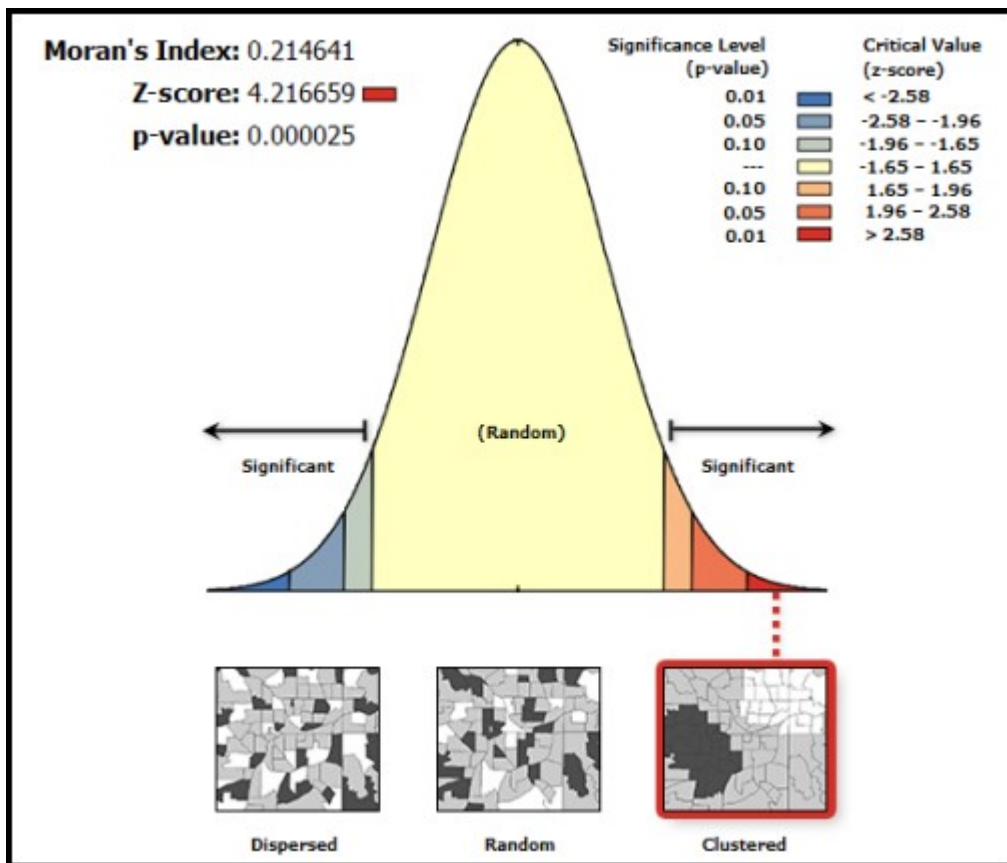 Moran's Index: 0.214641
Z-score: 4.216659
p-value: 0.000025
Significance Level
(p-value)
Critical Value
(z-score)
0.01 < -2.58
0.05 -2.58 – -1.96
0.10 -1.96 – -1.65
--- -1.65 – 1.65
0.10 1.65 – 1.96
0.05 1.96 – 2.58
0.01 > 2.58
(Random)
Significant
Significant
Dispersed
Random
Clustered